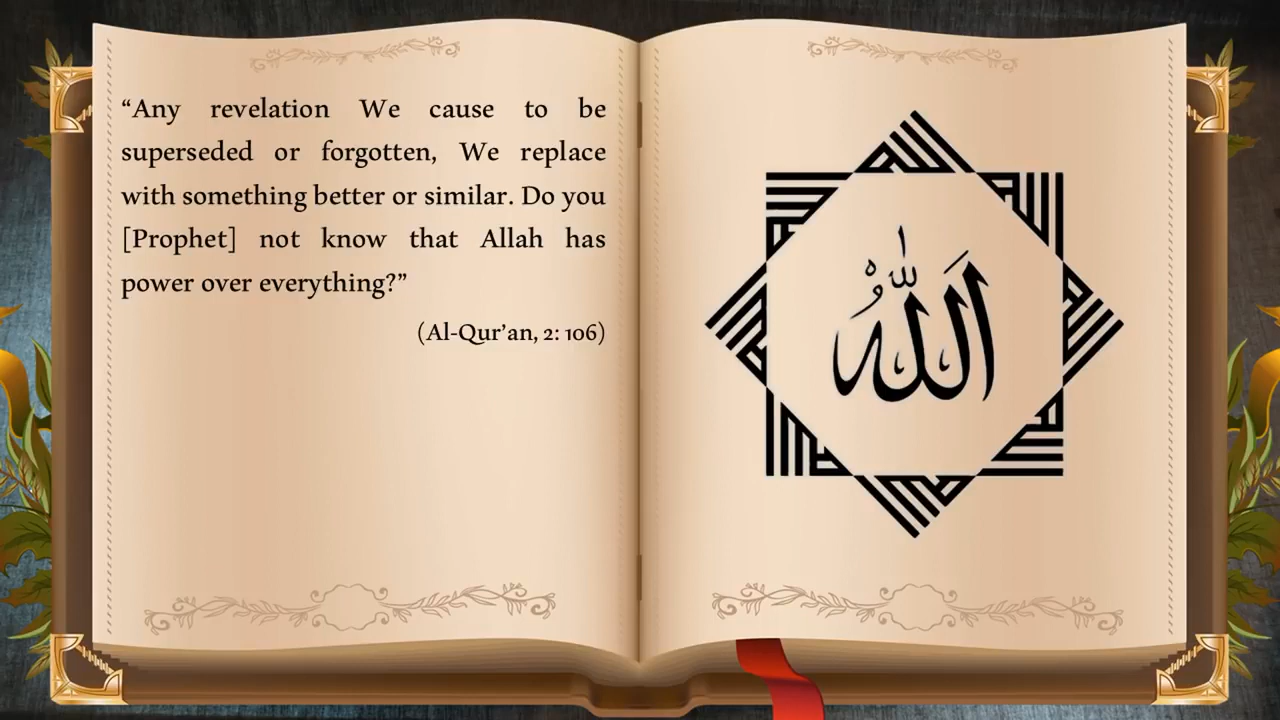 “Any revelation We cause to be
superseded or forgotten, We replace
with something better or similar. Do you
[Prophet] not know that Allah has
power over everything?”
(Al-Qur’an, 2: 106)
الله